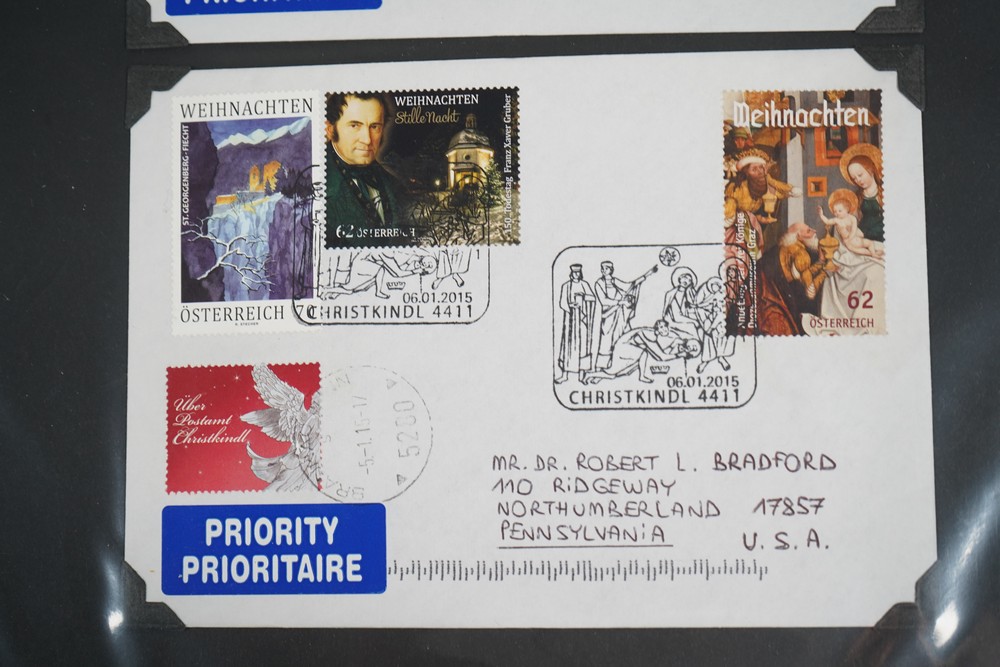 WEIHNACHTEN
ST. GEORGENBERG-FIECHT
ÖSTERREICH
WEIHNACHTEN
Stille Nacht
150. Todestag Franz Xaver Gruber
62 ÖSTERREICH
06.01.2015
CHRISTKINDL 4411
Weihnachten
62
ÖSTERREICH
06.01.2015
CHRISTKINDL 4411
Über
Postamt
Christkindl
5280
MR. DR. ROBERT L. BRADFORD
110 RIDGEWAY
NORTHUMBERLAND 17857
PENNSYLVANIA
U.S.A.
PRIORITY
PRIORITAIRE